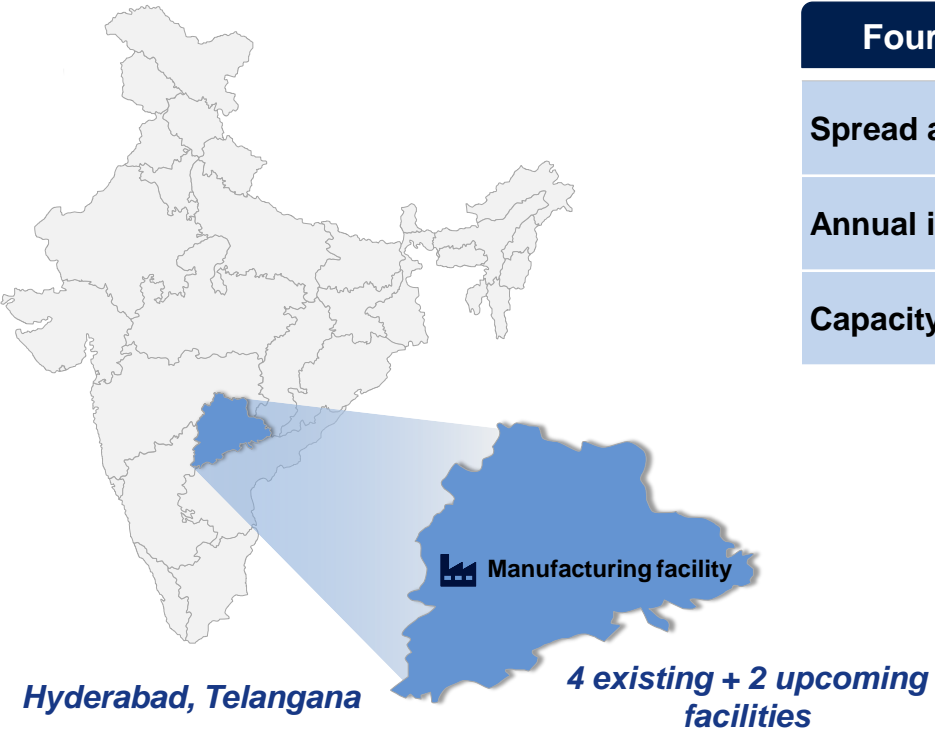 Four
Spread a
Annual i
Capacity
Manufacturing facility
Hyderabad, Telangana
4 existing + 2 upcoming
facilities